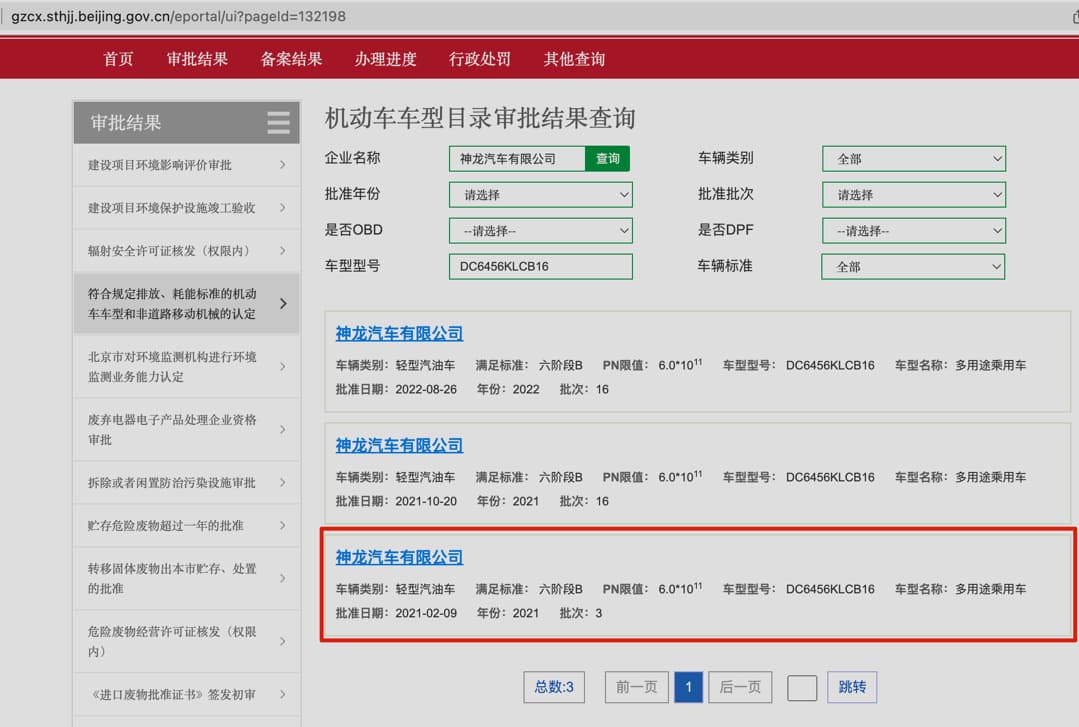 gzcx.sthjj.beijing.gov.cn/eportal/ui?pageId=132198
首页 审批结果 备案结果 办理进度 行政处罚 其他查询
审批结果
建设项目环境影响评价审批
建设项目环境保护设施竣工验收
辐射安全许可证核发（权限内）
符合规定排放、耗能标准的机动
车车型和非道路移动机械的认定
北京市对环境监测机构进行环境
监测业务能力认定
废弃电器电子产品处理企业资格
审批
拆除或者闲置防治污染设施审批
贮存危险废物超过一年的批准
转移固体废物出本市贮存、处置
的批准
危险废物经营许可证核发（权限
内）
《进口废物批准证书》签发初审
机动车车型目录审批结果查询
企业名称 神龙汽车有限公司 查询 车辆类别 全部
批准年份 请选择 批准批次 请选择
是否OBD --请选择-- 是否DPF --请选择--
车型型号 DC6456KLCB16 车辆标准 全部
神龙汽车有限公司
车辆类别： 轻型汽油车 满足标准： 六阶段B PN限值： 6.0*10¹¹ 车型型号： DC6456KLCB16 车型名称： 多用途乘用车
批准日期： 2022-08-26 年份： 2022 批次： 16
神龙汽车有限公司
车辆类别： 轻型汽油车 满足标准： 六阶段B PN限值： 6.0*10¹¹ 车型型号： DC6456KLCB16 车型名称： 多用途乘用车
批准日期： 2021-10-20 年份： 2021 批次： 16
神龙汽车有限公司
车辆类别： 轻型汽油车 满足标准： 六阶段B PN限值： 6.0*10¹¹ 车型型号： DC6456KLCB16 车型名称： 多用途乘用车
批准日期： 2021-02-09 年份： 2021 批次： 3
总数:3 前一页 1 后一页 跳转